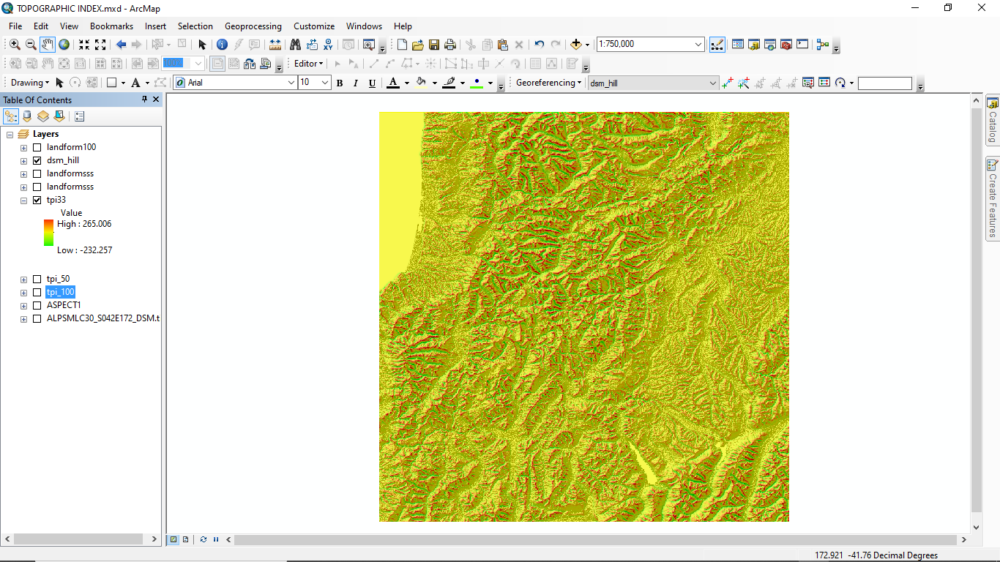 TOPOGRAPHIC INDEX.mxd - ArcMap
File Edit View Bookmarks Insert Selection Geoprocessing Customize Windows Help
1:750,000
100%
Editor
Drawing A Arial 10 B I U A Georeferencing dsm_hill
Table Of Contents
Layers
landform100
dsm_hill
landformsss
landformsss
tpi33
Value
High : 265.006
Low : -232.257
tpi_50
tpi_100
ASPECT1
ALPSMLC30_S042E172_DSM.t
Catalog
Create Features
172.921 -41.76 Decimal Degrees